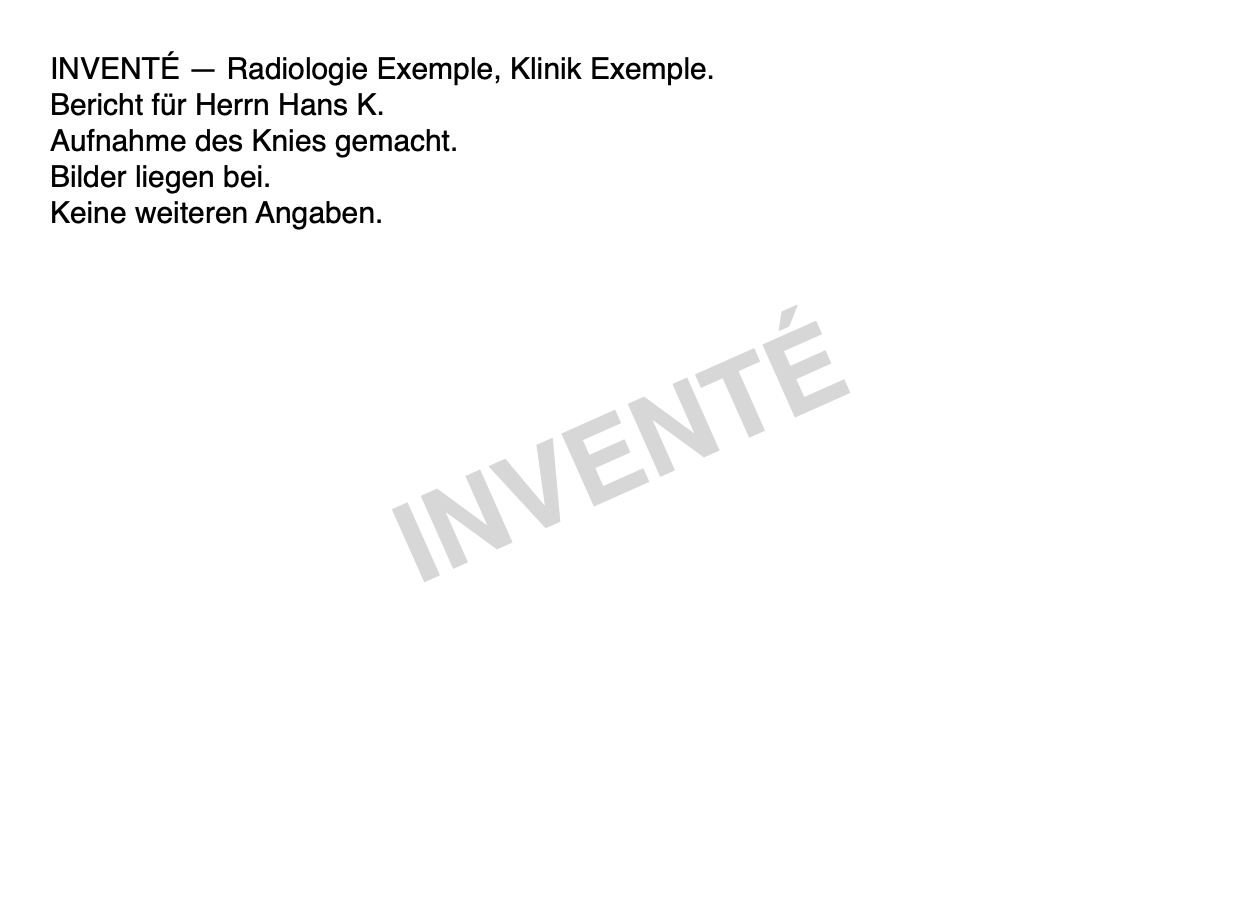 INVENTÉ — Radiologie Exemple, Klinik Exemple.
Bericht für Herrn Hans K.
Aufnahme des Knies gemacht.
Bilder liegen bei.
Keine weiteren Angaben.
INVENTÉ